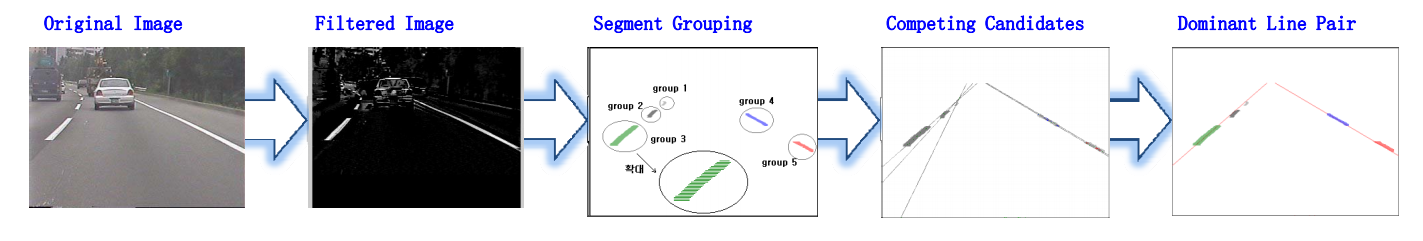 Original Image
Filtered Image
Segment Grouping
Competing Candidates
Dominant Line Pair
group 1
group 2
group 3
group 4
group 5
확대